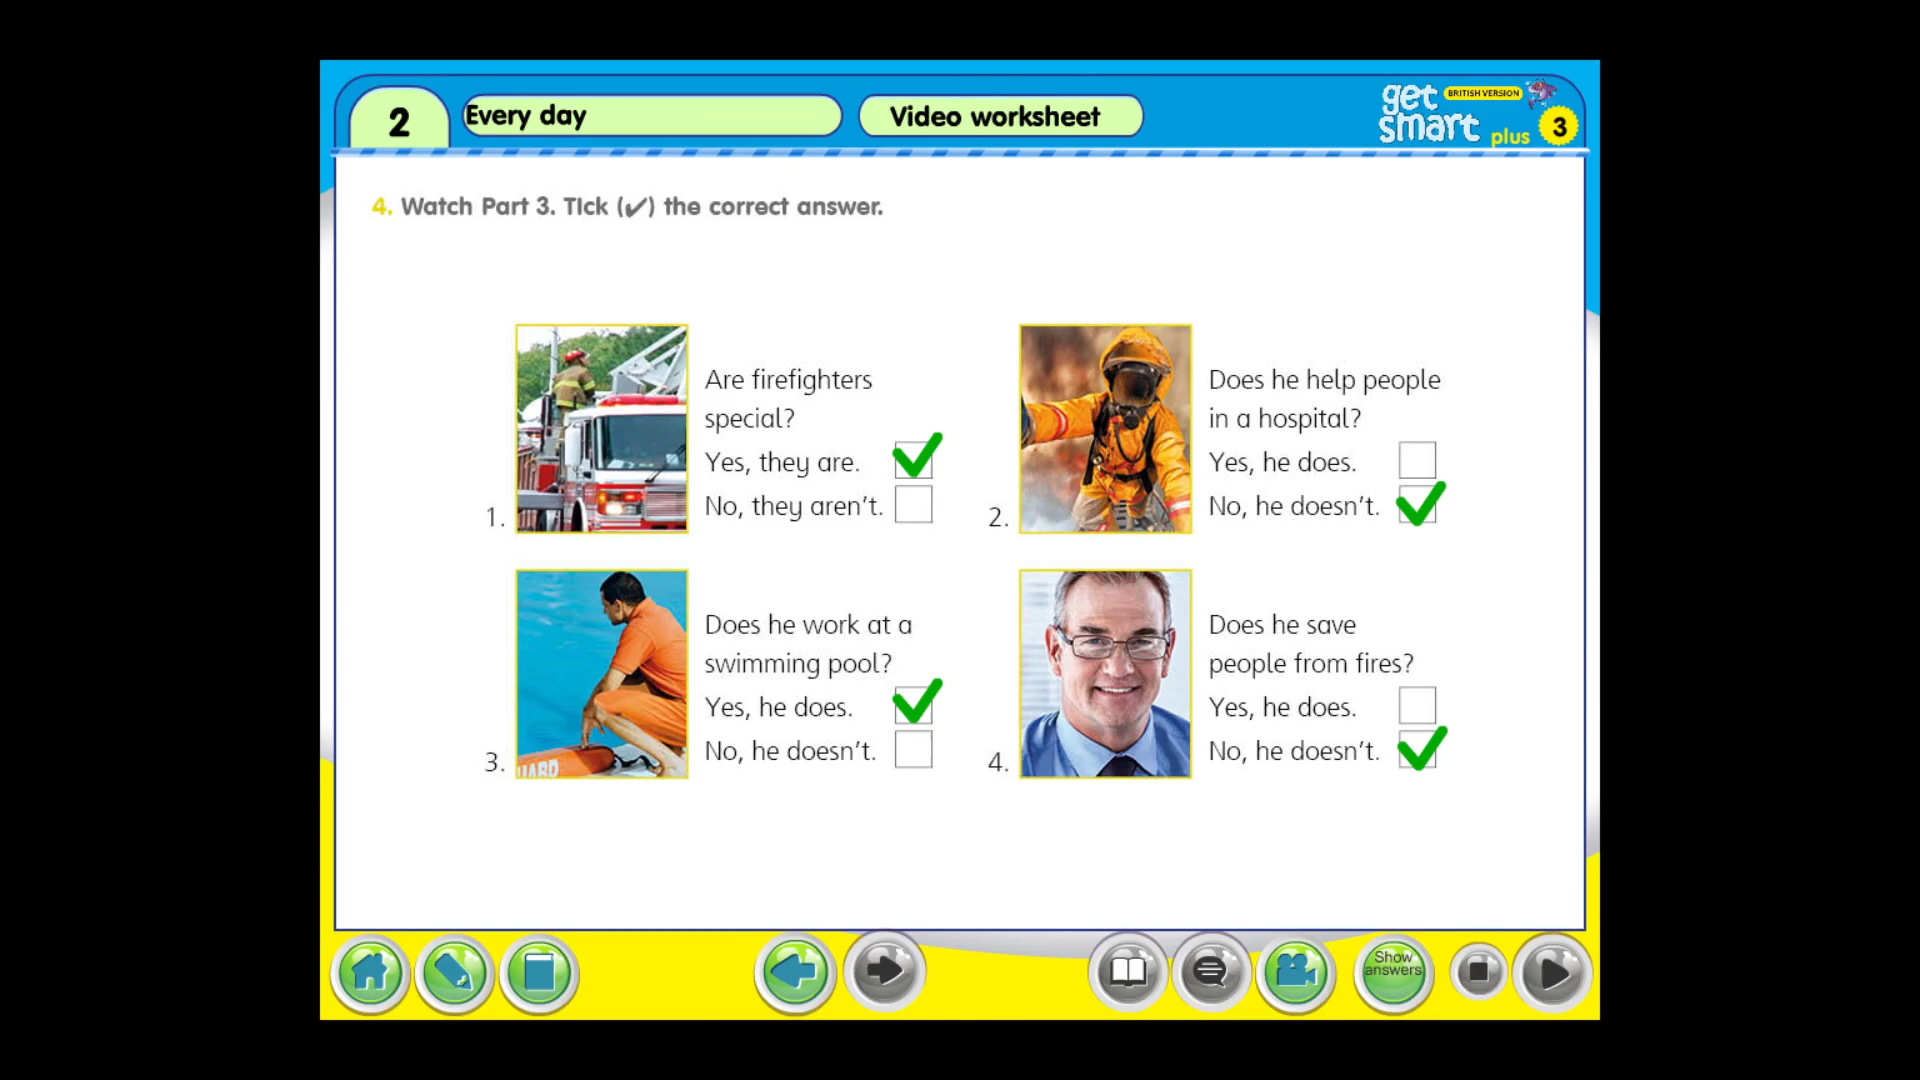 2
Every day
Video worksheet
get BRITISH VERSION
smart plus 3
4. Watch Part 3. Tick (✔) the correct answer.
Are firefighters
special?
Yes, they are.
No, they aren't.
1.
Does he help people
in a hospital?
Yes, he does.
No, he doesn't.
2.
Does he work at a
swimming pool?
Yes, he does.
No, he doesn't.
3.
UARD
Does he save
people from fires?
Yes, he does.
No, he doesn't.
4.
Show
answers